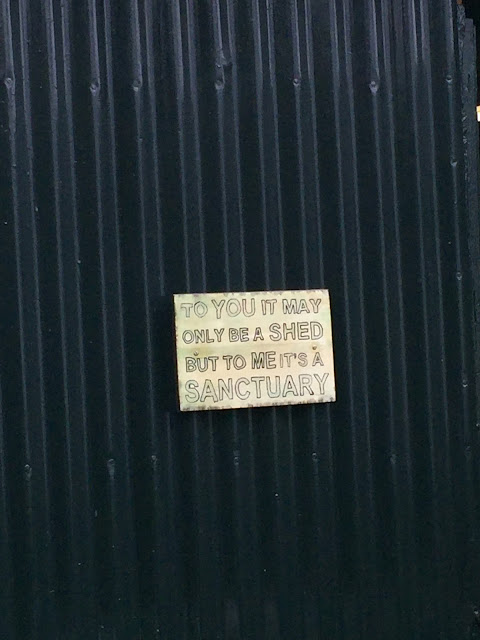 TO YOU IT MAY
ONLY BE A SHED
BUT TO ME IT'S A
SANCTUARY